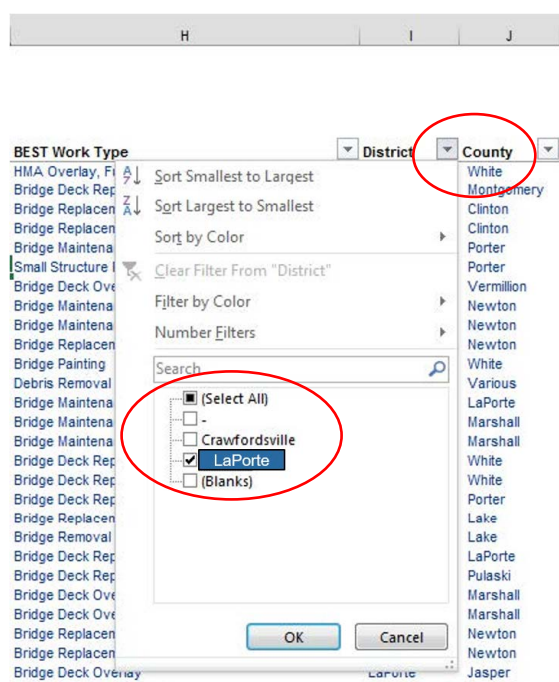 H I J
BEST Work Type District County
HMA Overlay, White
Bridge Deck Rep Montgomery
Bridge Replacen Clinton
Bridge Replacen Clinton
Bridge Maintena Porter
Small Structure Porter
Bridge Deck Ove Vermillion
Bridge Maintena Newton
Bridge Maintena Newton
Bridge Replacen Newton
Bridge Painting White
Debris Removal Various
Bridge Maintena LaPorte
Bridge Maintena Marshall
Bridge Maintena Marshall
Bridge Deck Rep White
Bridge Deck Rep White
Bridge Deck Rep Porter
Bridge Replacen Lake
Bridge Removal Lake
Bridge Deck Rep LaPorte
Bridge Deck Rep Pulaski
Bridge Deck Ove Marshall
Bridge Deck Ove Marshall
Bridge Replacen Newton
Bridge Replacen Newton
Bridge Deck Overlay LaPorte Jasper
Sort Smallest to Largest
Sort Largest to Smallest
Sort by Color
Clear Filter From "District"
Filter by Color
Number Filters
Search
(Select All)
-
Crawfordsville
LaPorte
(Blanks)
OK Cancel